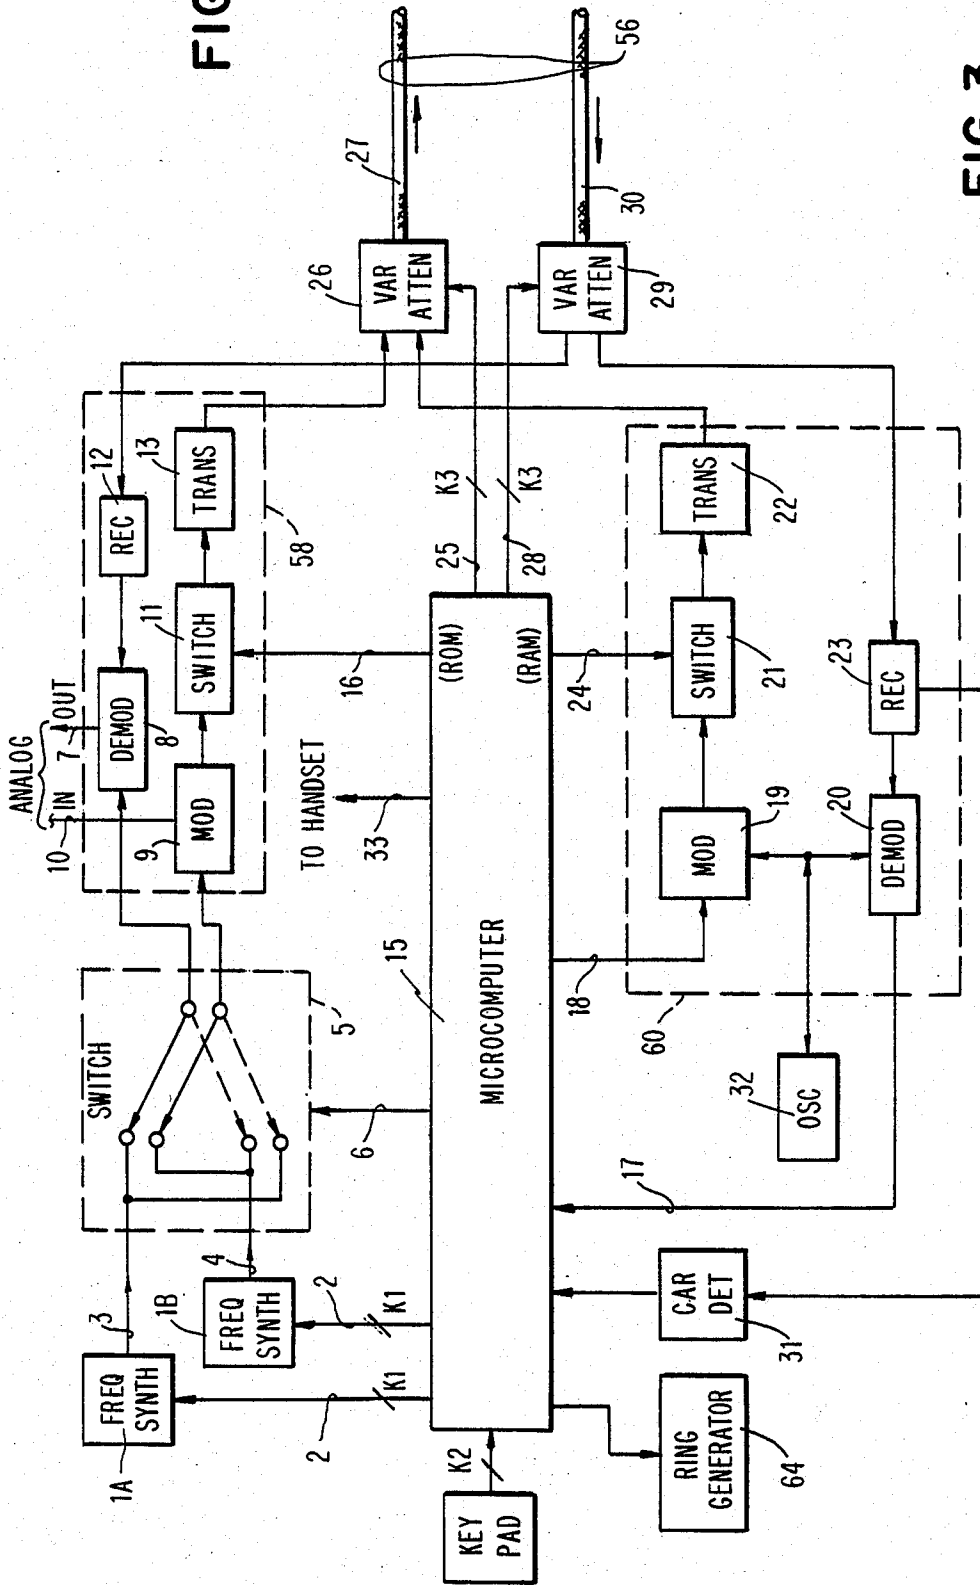 FIG
FIG 3
1A
FREQ
SYNTH
3
2
K1
1B
FREQ
SYNTH
4
2
K1
SWITCH
5
6
ANALOG
10
IN
7
OUT
9
MOD
DEMOD
8
11
SWITCH
REC
12
13
TRANS
58
16
TO HANDSET
33
KEY
PAD
K2
MICROCOMPUTER
15
(ROM)
(RAM)
25
K3
28
K3
26
VAR
ATTEN
27
VAR
ATTEN
29
30
56
RING
GENERATOR
64
CAR
DET
31
17
OSC
32
60
18
MOD
19
DEMOD
20
SWITCH
21
24
REC
23
TRANS
22